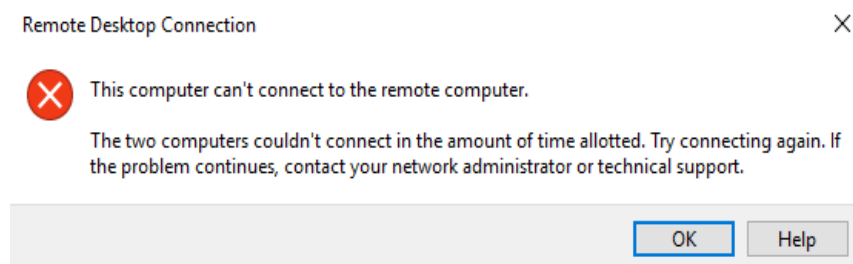 Remote Desktop Connection
This computer can't connect to the remote computer.
The two computers couldn't connect in the amount of time allotted. Try connecting again. If
the problem continues, contact your network administrator or technical support.
OK
Help